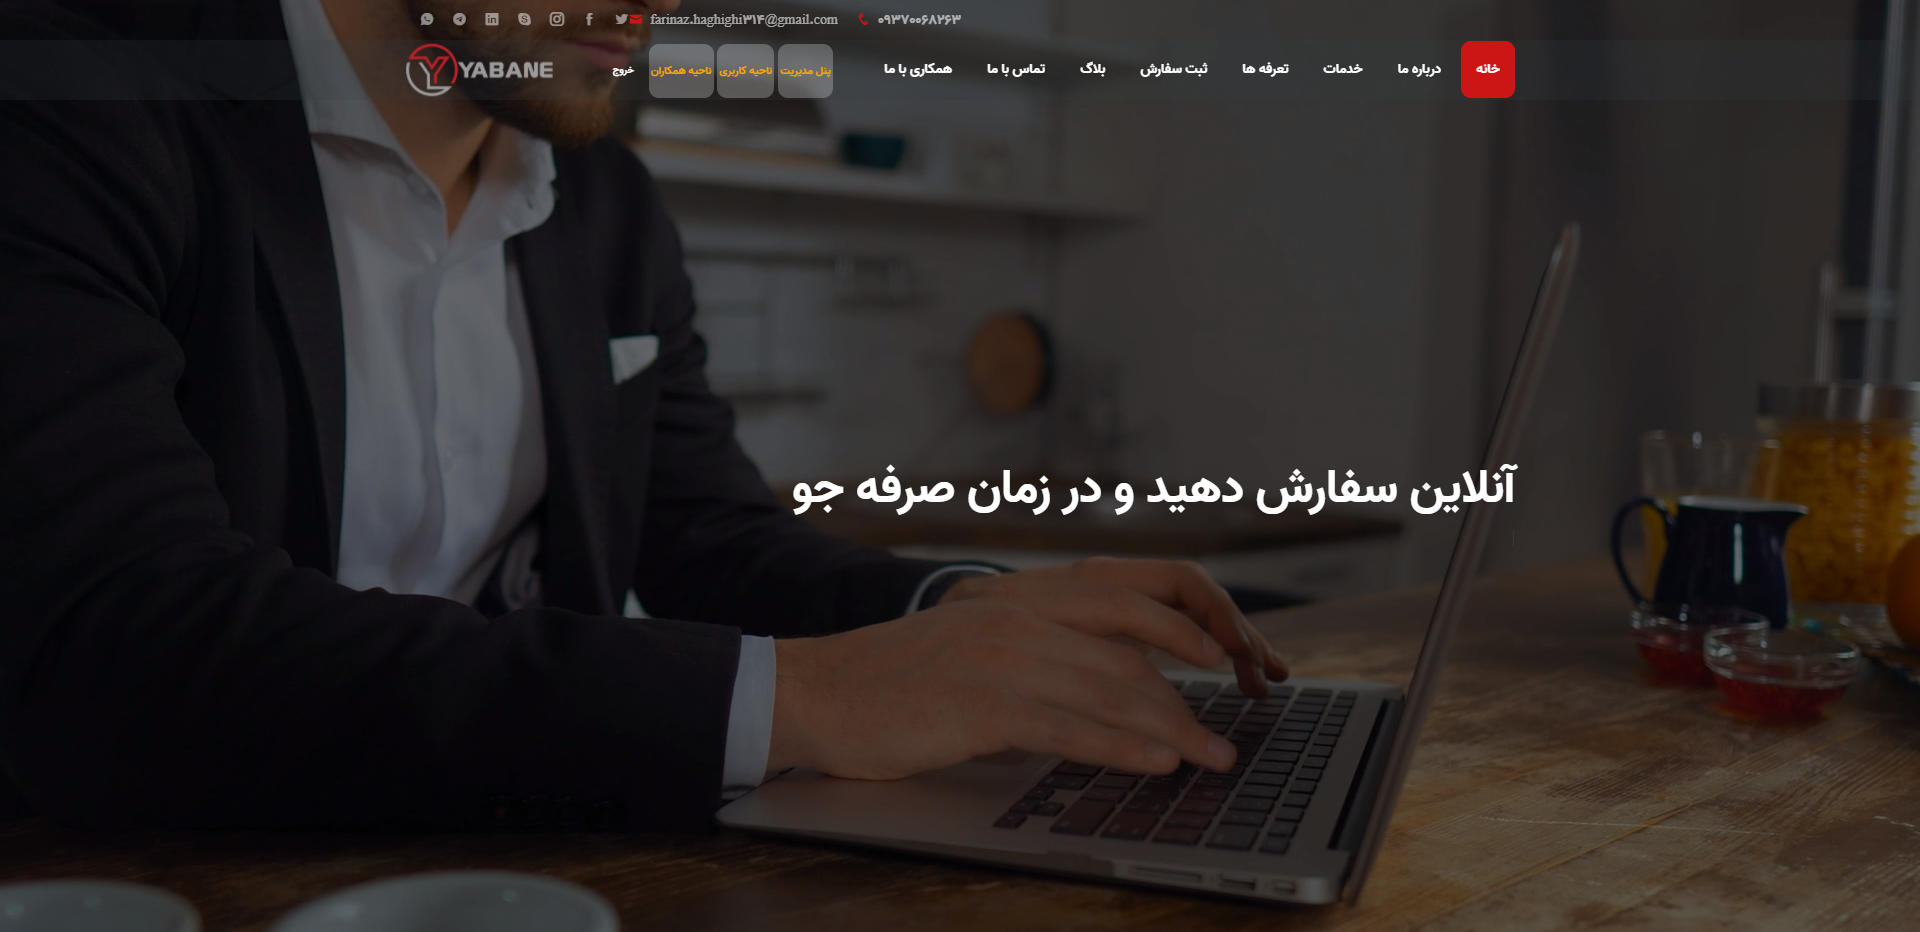 ۰۹۳۷۰۰۶۸۲۶۳
farinaz.haghighi۳۱۴@gmail.com
خانه
درباره ما
خدمات
تعرفه ها
ثبت سفارش
بلاگ
تماس با ما
همکاری با ما
پنل مدیریت
ناحیه کاربری
ناحیه همکاران
خروج
YABANE
آنلاین سفارش دهید و در زمان صرفه جو